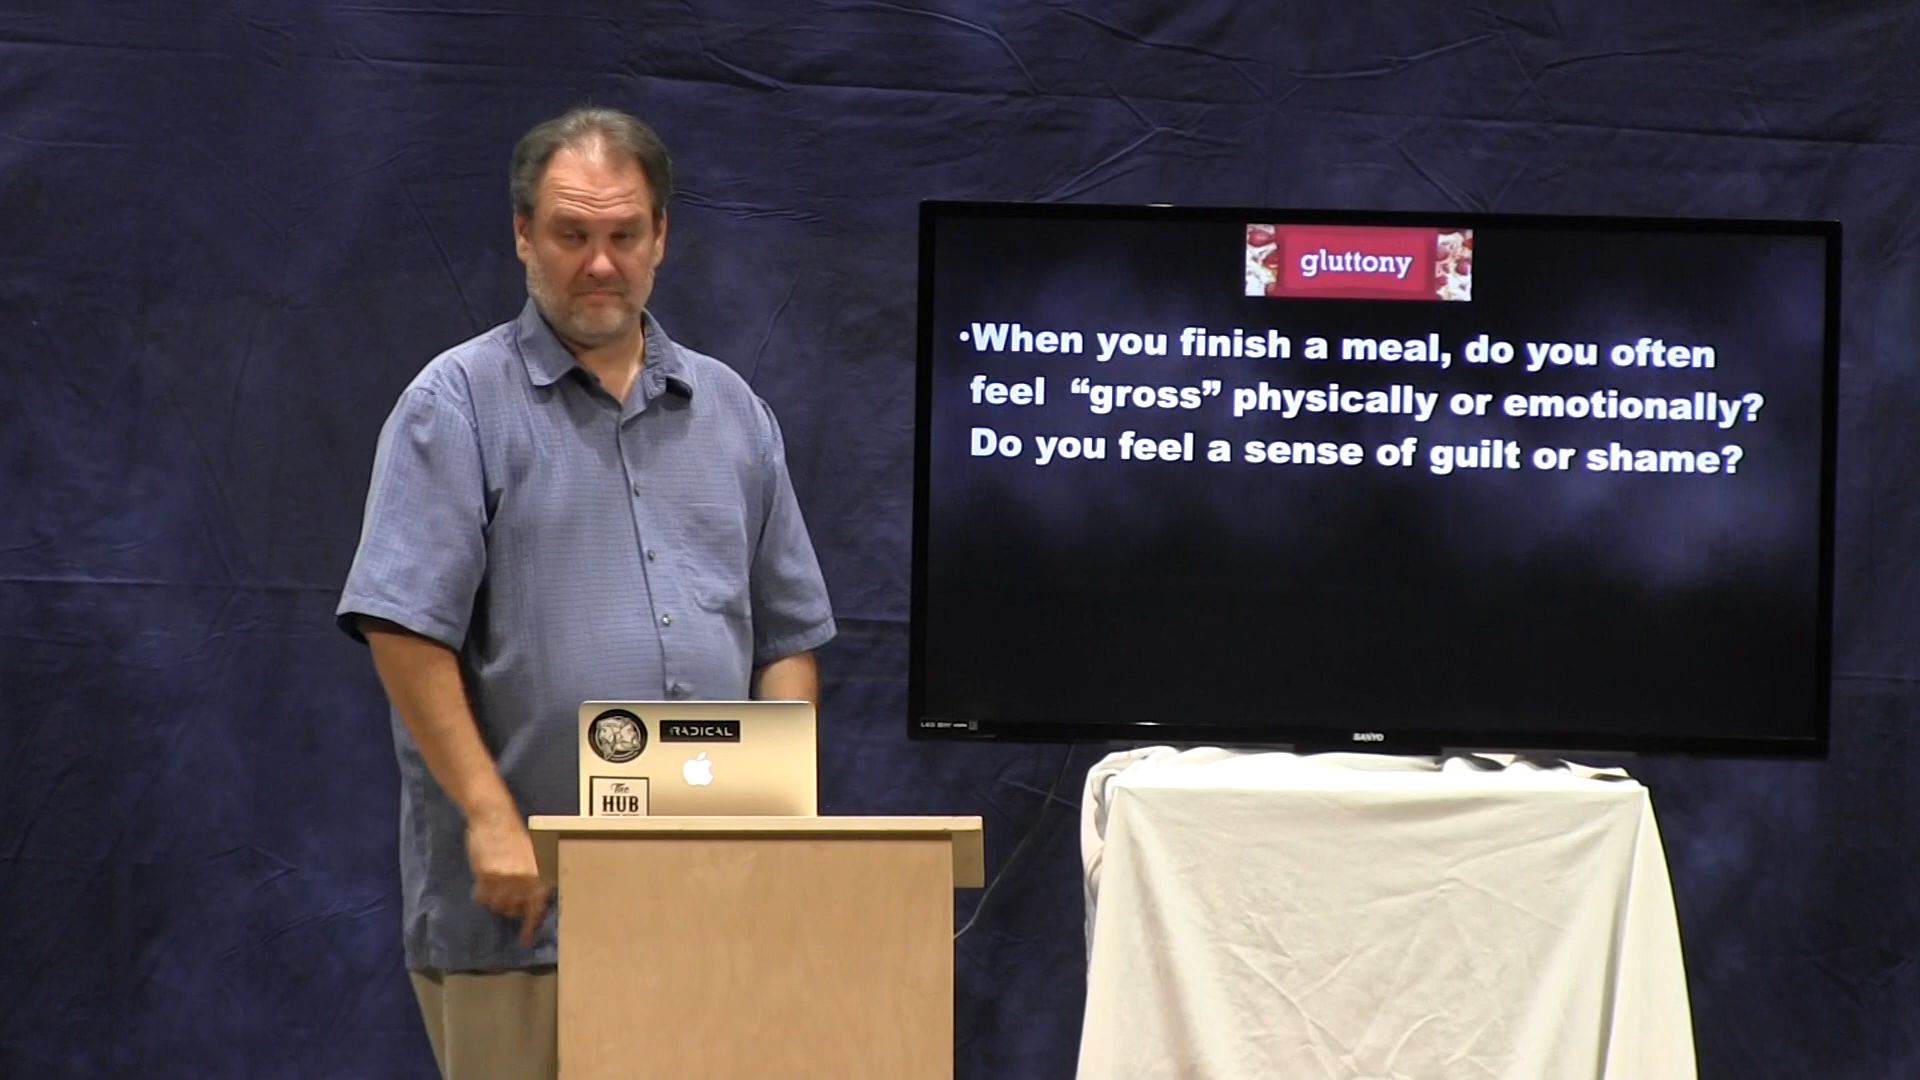 gluttony
•When you finish a meal, do you often
feel “gross” physically or emotionally?
Do you feel a sense of guilt or shame?
RADICAL
The
HUB
SANYO